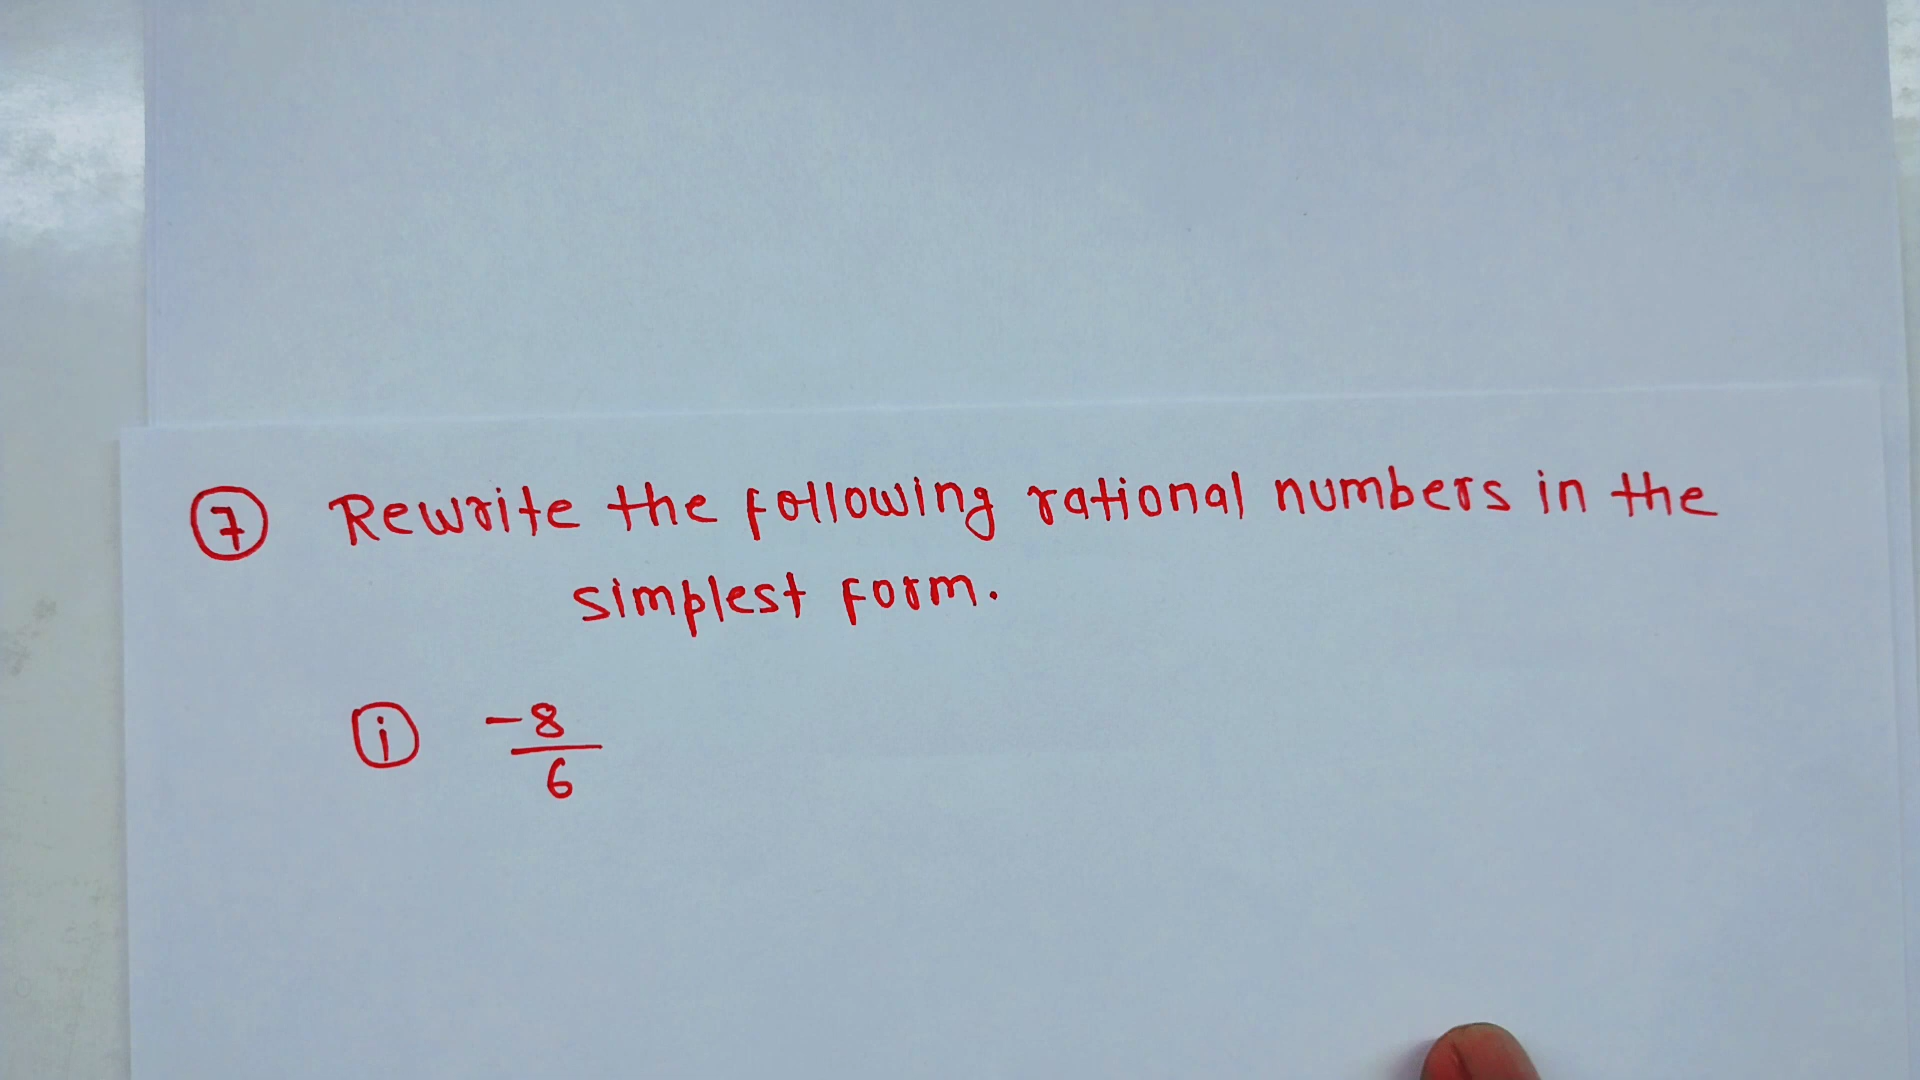 7 Rewrite the following rational numbers in the
simplest form.
i -8/6